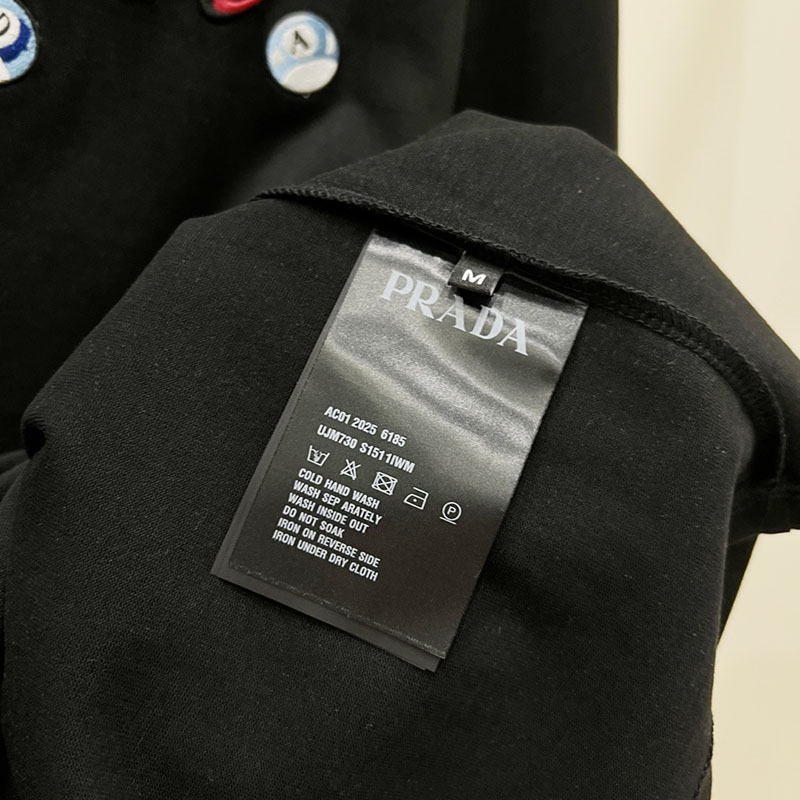 D
A
M
PRADA
AC01 2025 6185
UJM730 S1511IWM
P
COLD HAND WASH
WASH SEP ARATELY
WASH INSIDE OUT
DO NOT SOAK
IRON ON REVERSE SIDE
IRON UNDER DRY CLOTH